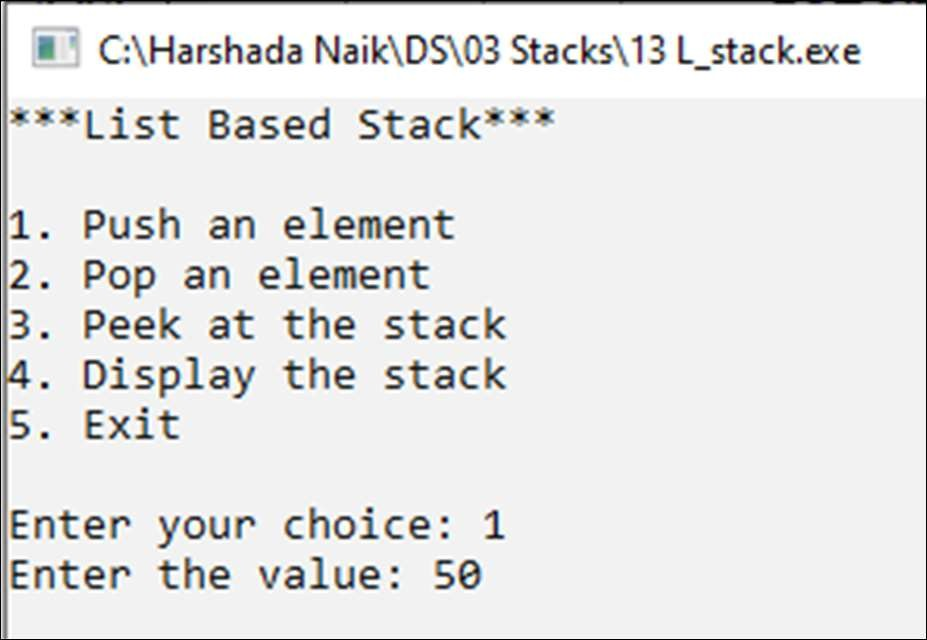 C:\Harshada Naik\DS\03 Stacks\13 L_stack.exe
***List Based Stack***
1. Push an element
2. Pop an element
3. Peek at the stack
4. Display the stack
5. Exit
Enter your choice: 1
Enter the value: 50